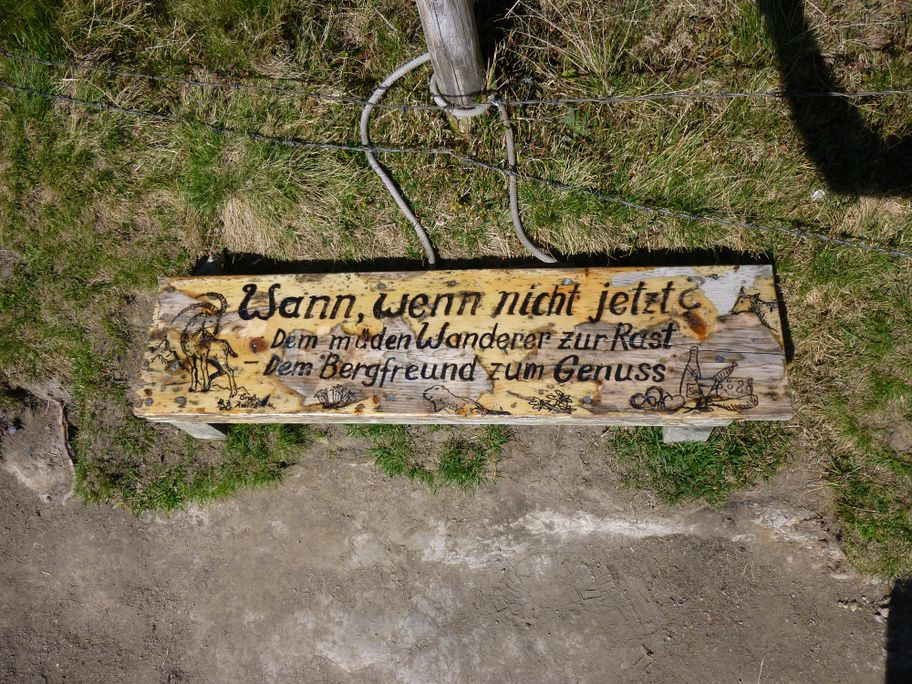 Wann, wenn nicht jetzt?
Dem müden Wanderer zur Rast
Dem Bergfreund zum Genuss